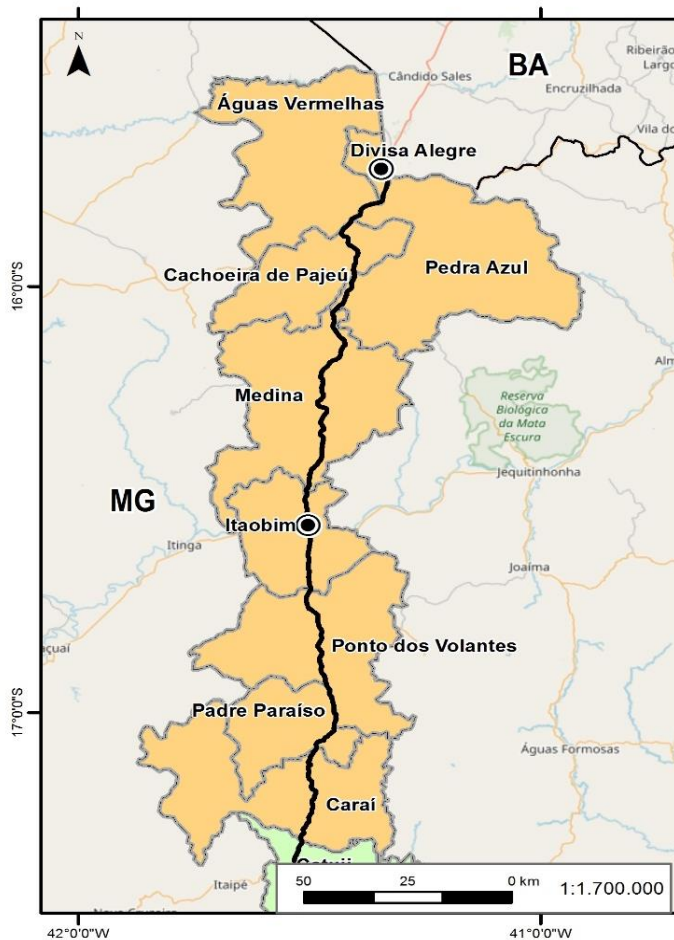 N
BA
Ribeirão
Cândido Sales
Encruzilhada
Águas Vermelhas
Vila do
Divisa Alegre
Cachoeira de Pajeú
Pedra Azul
16°0'0"S
Medina
Reserva
Biológica
da Mata
Escura
MG
Jequitinhonha
Itaobim
Itinga
Joaíma
Ponto dos Volantes
Padre Paraíso
17°0'0"S
Águas Formosas
Caraí
Itaipé
50 25 0 km 1:1.700.000
42°0'0"W 41°0'0"W